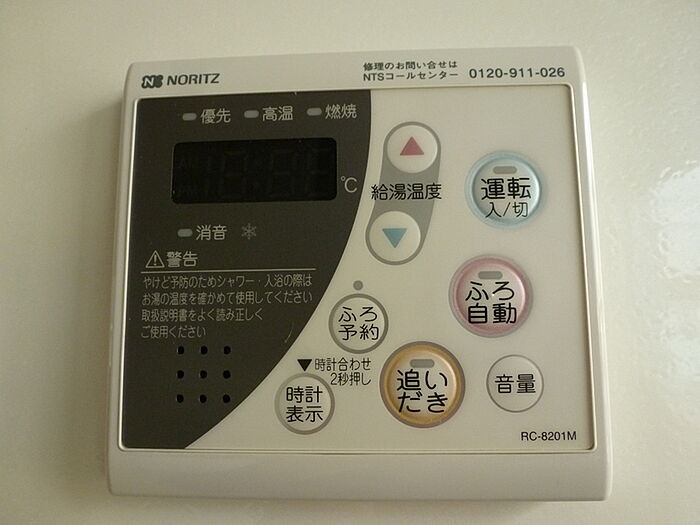 NORITZ
修理のお問い合せは
NTSコールセンター 0120-911-026
優先 高温 燃焼
℃
給湯温度
運転
入/切
消音
警告
やけど予防のためシャワー・入浴の際は
お湯の温度を確かめて使用してください
取扱説明書をよく読み正しく
ご使用ください
ふろ
自動
ふろ
予約
▼時計合わせ
2秒押し
時計
表示
追い
だき
音量
RC-8201M